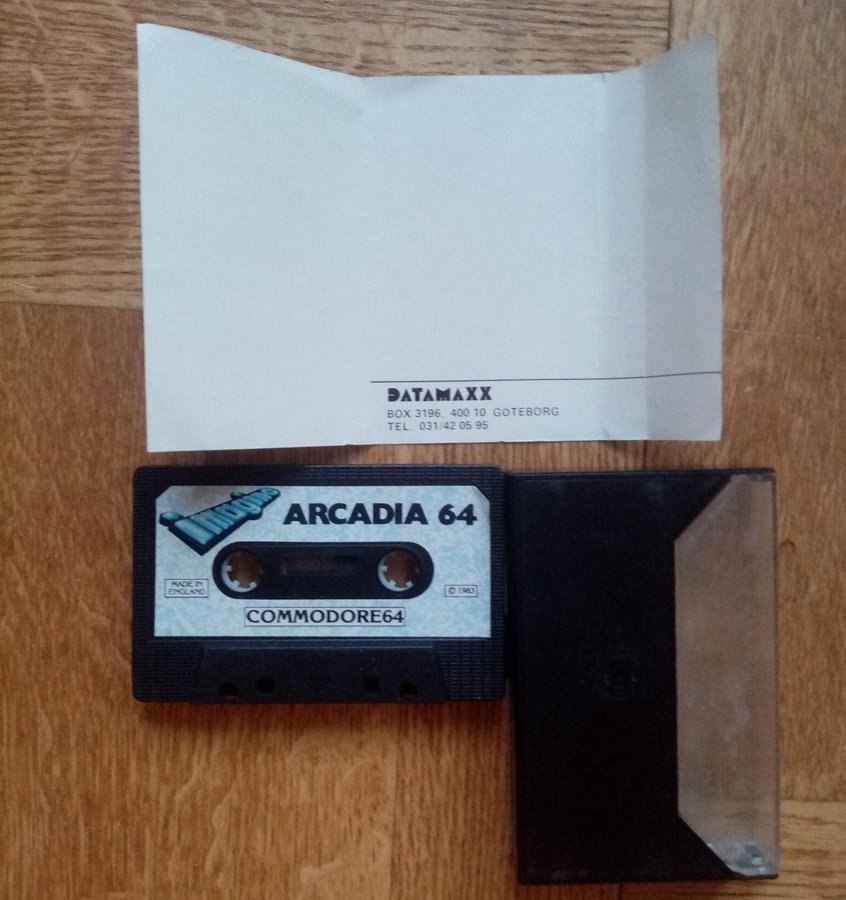 DATAMAXX
BOX 3196, 400 10 GOTEBORG
TEL. 031/42 05 95
imagine
ARCADIA 64
MADE IN
ENGLAND
© 1983
COMMODORE64